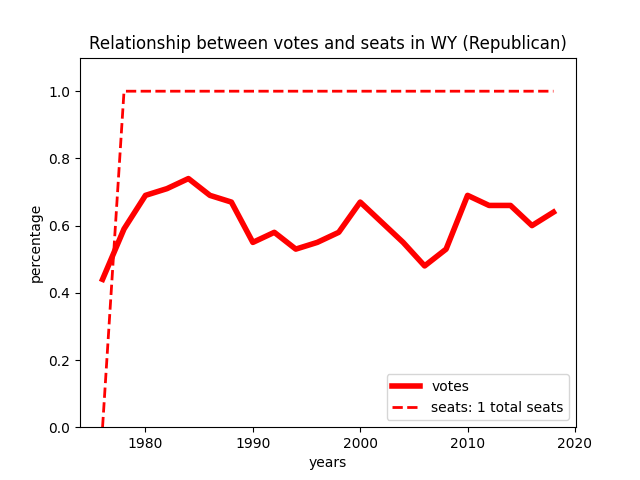 Relationship between votes and seats in WY (Republican)
percentage
1.0
0.8
0.6
0.4
0.2
0.0
votes
seats: 1 total seats
1980 1990 2000 2010 2020
years